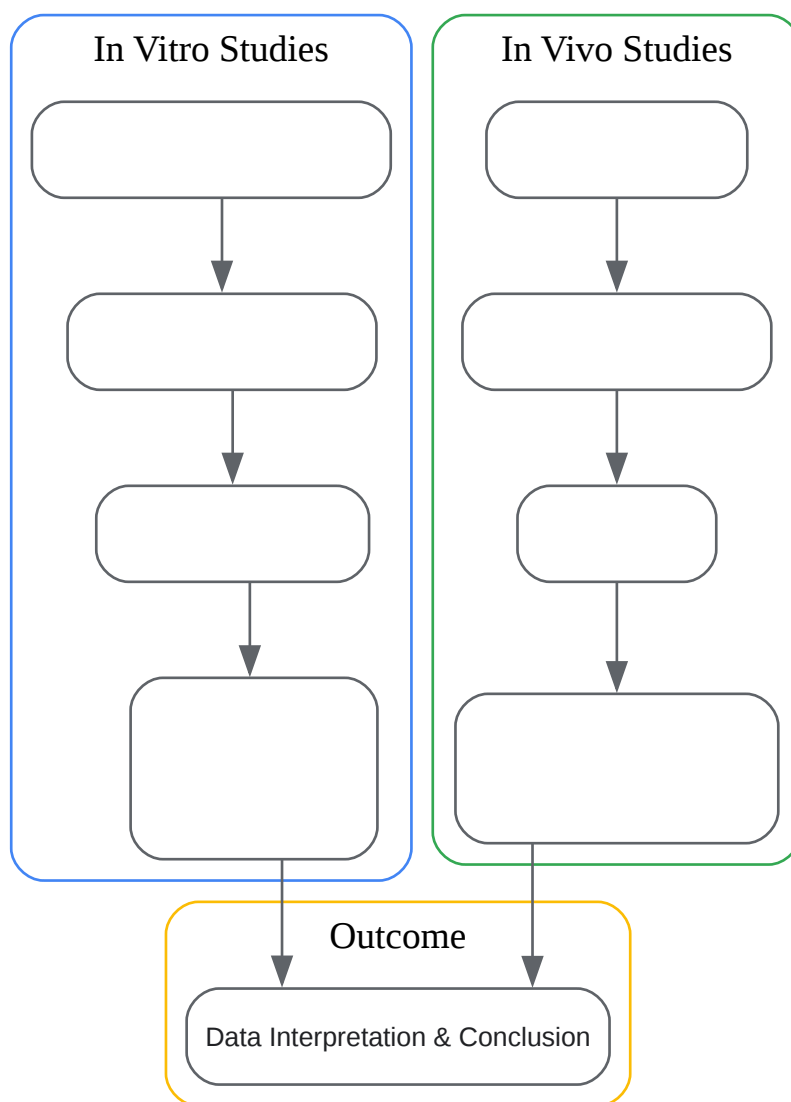 In Vitro Studies
In Vivo Studies
Outcome
Data Interpretation & Conclusion